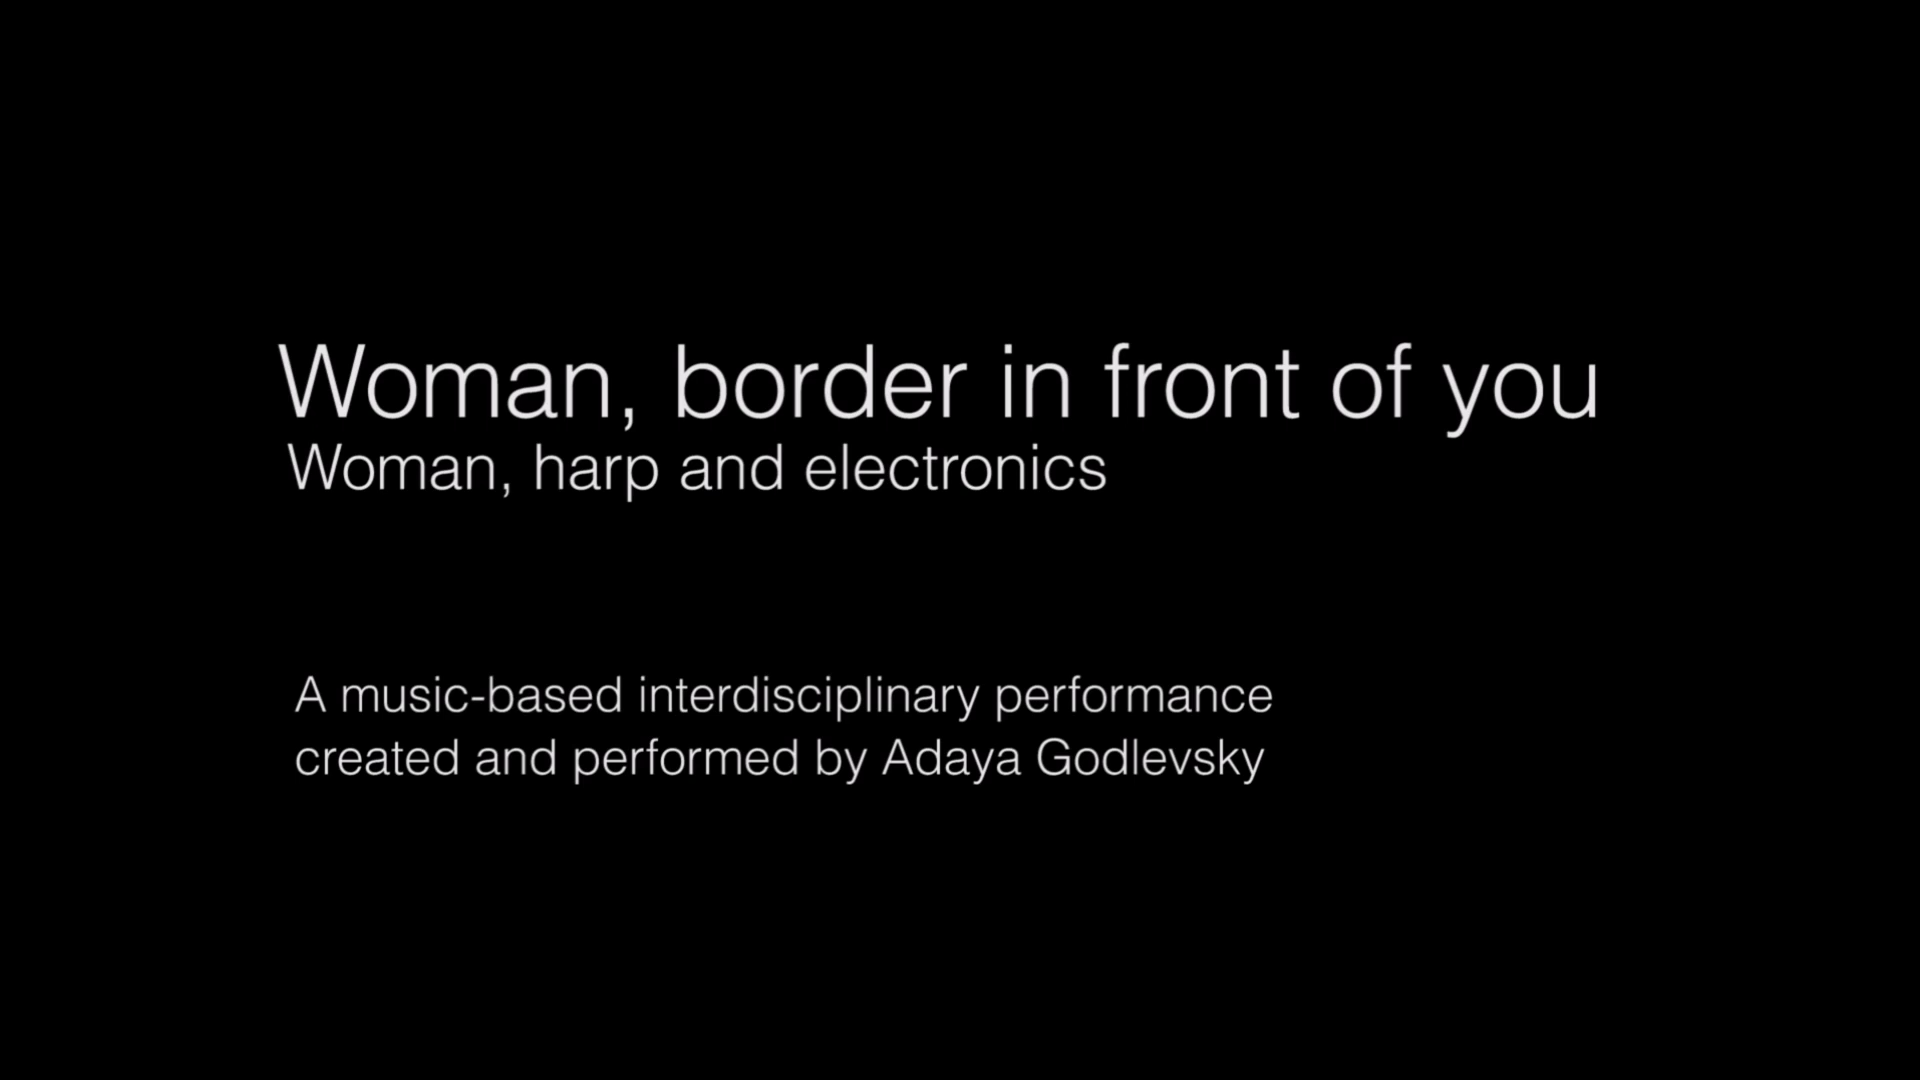 Woman, border in front of you
Woman, harp and electronics
A music-based interdisciplinary performance
created and performed by Adaya Godlevsky